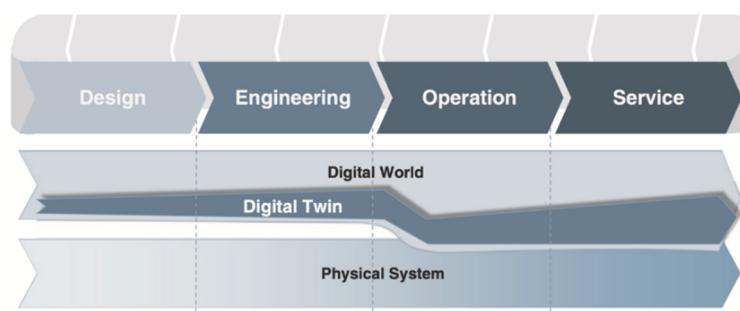 Design
Engineering
Operation
Service
Digital World
Digital Twin
Physical System